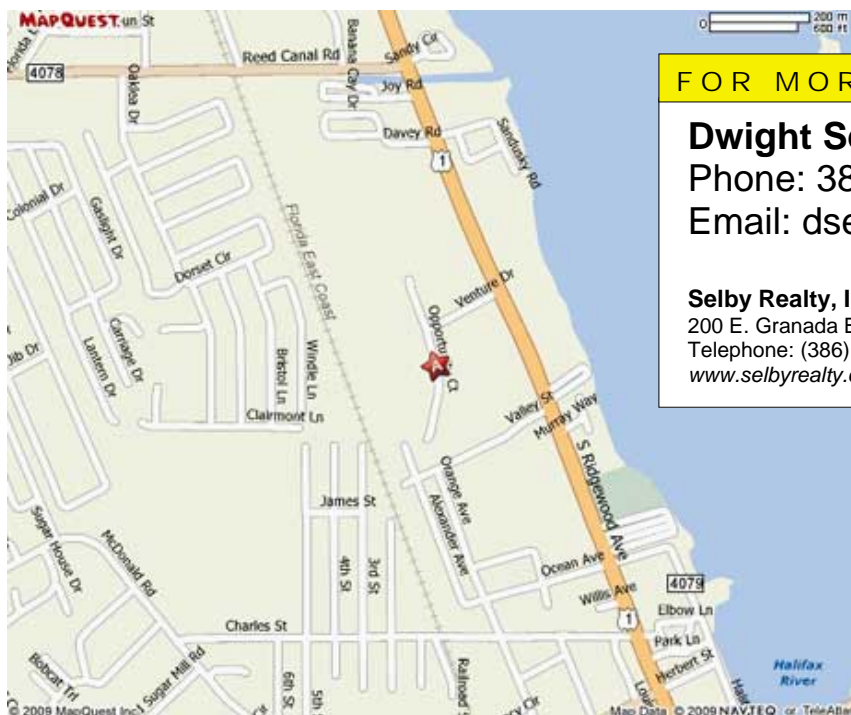 MAPQUEST.
un St
0 200 m
600 ft
Reed Canal Rd
Sandy Cir
4078
Oaklea Dr
Banana Cay Dr
Joy Rd
Davey Rd
Sandusky Rd
1
FOR MOR
Dwight Se
Phone: 38
Email: dse
Selby Realty, I
200 E. Granada B
Telephone: (386)
www.selbyrealty.
Colonial Dr
Gaslight Dr
Dorset Cir
Florida East Coast
Venture Dr
Opportu Ct
A
Carriage Dr
Lantern Dr
Jib Dr
Bristol Ln
Windle Ln
Clairmont Ln
Valley St
Murray Way
S Ridgewood Ave
Orange Ave
Alexander Ave
James St
4th St
3rd St
Sugar House Dr
McDonald Rd
Ocean Ave
Willis Ave
4079
Elbow Ln
1
Charles St
Park Ln
Herbert St
Sugar Mill Rd
Bobcat Trl
6th St
5th
Railroad
Halifax
River
© 2009 MapQuest Inc
Map Data © 2009 NAVTEQ or TeleAtla